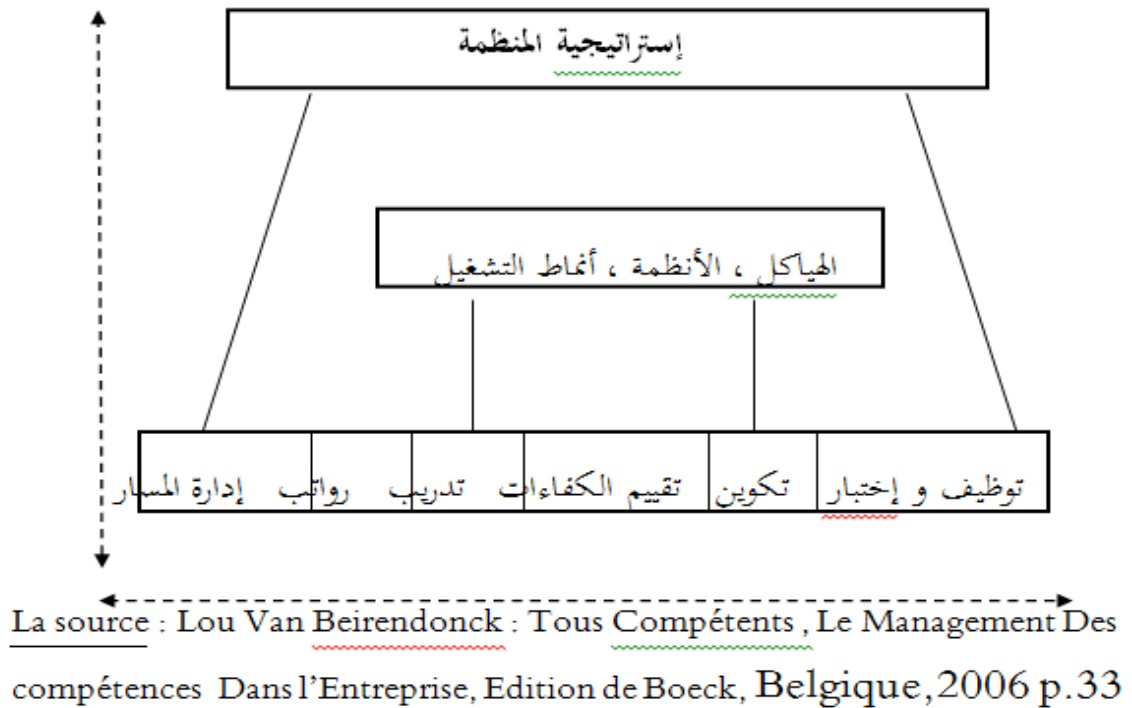 إستراتيجية المنظمة
الهياكل ، الأنظمة ، أنماط التشغيل
توظيف و إختبار تكوين تقييم الكفاءات تدريب رواتب إدارة المسار
La source : Lou Van Beirendonck : Tous Compétents , Le Management Des
compétences Dans l’Entreprise, Edition de Boeck, Belgique,2006 p.33